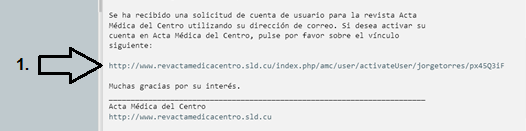 Se ha recibido una solicitud de cuenta de usuario para la revista Acta
Médica del Centro utilizando su dirección de correo. Si desea activar su
cuenta en Acta Médica del Centro, pulse por favor sobre el vínculo
siguiente:
1.
http://www.revactamedicacentro.sld.cu/index.php/amc/user/activateUser/jorgetorres/px45Q3iF
Muchas gracias por su interés.
Acta Médica del Centro
http://www.revactamedicacentro.sld.cu